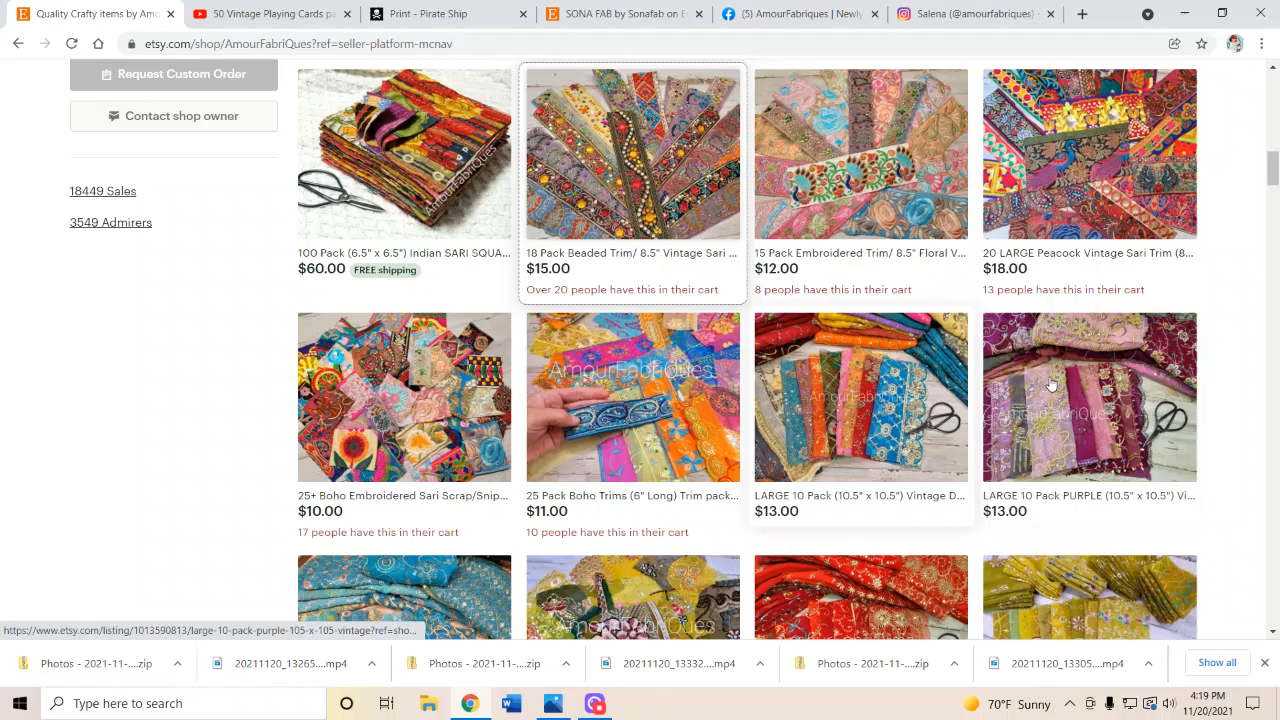 Quality Crafty items by Amo
50 Vintage Playing Cards pa
Print - Pirate Ship
SONA FAB by Sonafab on E
(5) AmourFabriques | Newly
Salena (@amourfabriques) •
etsy.com/shop/AmourFabriQues?ref=seller-platform-mcnav
Request Custom Order
Contact shop owner
18449 Sales
3549 Admirers
AmourFabriQues
100 Pack (6.5" x 6.5") Indian SARI SQUA...
$60.00 FREE shipping
18 Pack Beaded Trim/ 8.5" Vintage Sari ...
$15.00
Over 20 people have this in their cart
15 Pack Embroidered Trim/ 8.5" Floral V...
$12.00
8 people have this in their cart
20 LARGE Peacock Vintage Sari Trim (8...
$18.00
13 people have this in their cart
25+ Boho Embroidered Sari Scrap/Snip...
$10.00
17 people have this in their cart
AmourFabriQues
25 Pack Boho Trims (6" Long) Trim pack...
$11.00
10 people have this in their cart
AmourFabriQues
LARGE 10 Pack (10.5" x 10.5") Vintage D...
$13.00
AmourFabriQues
LARGE 10 Pack PURPLE (10.5" x 10.5") Vi...
$13.00
AmourFabriQues
https://www.etsy.com/listing/1013590813/large-10-pack-purple-105-x-105-vintage?ref=sho...
Photos - 2021-11-....zip
20211120_13265....mp4
Photos - 2021-11-....zip
20211120_13332....mp4
Photos - 2021-11-....zip
20211120_13305....mp4
Show all
Type here to search
70°F Sunny
4:19 PM
11/20/2021